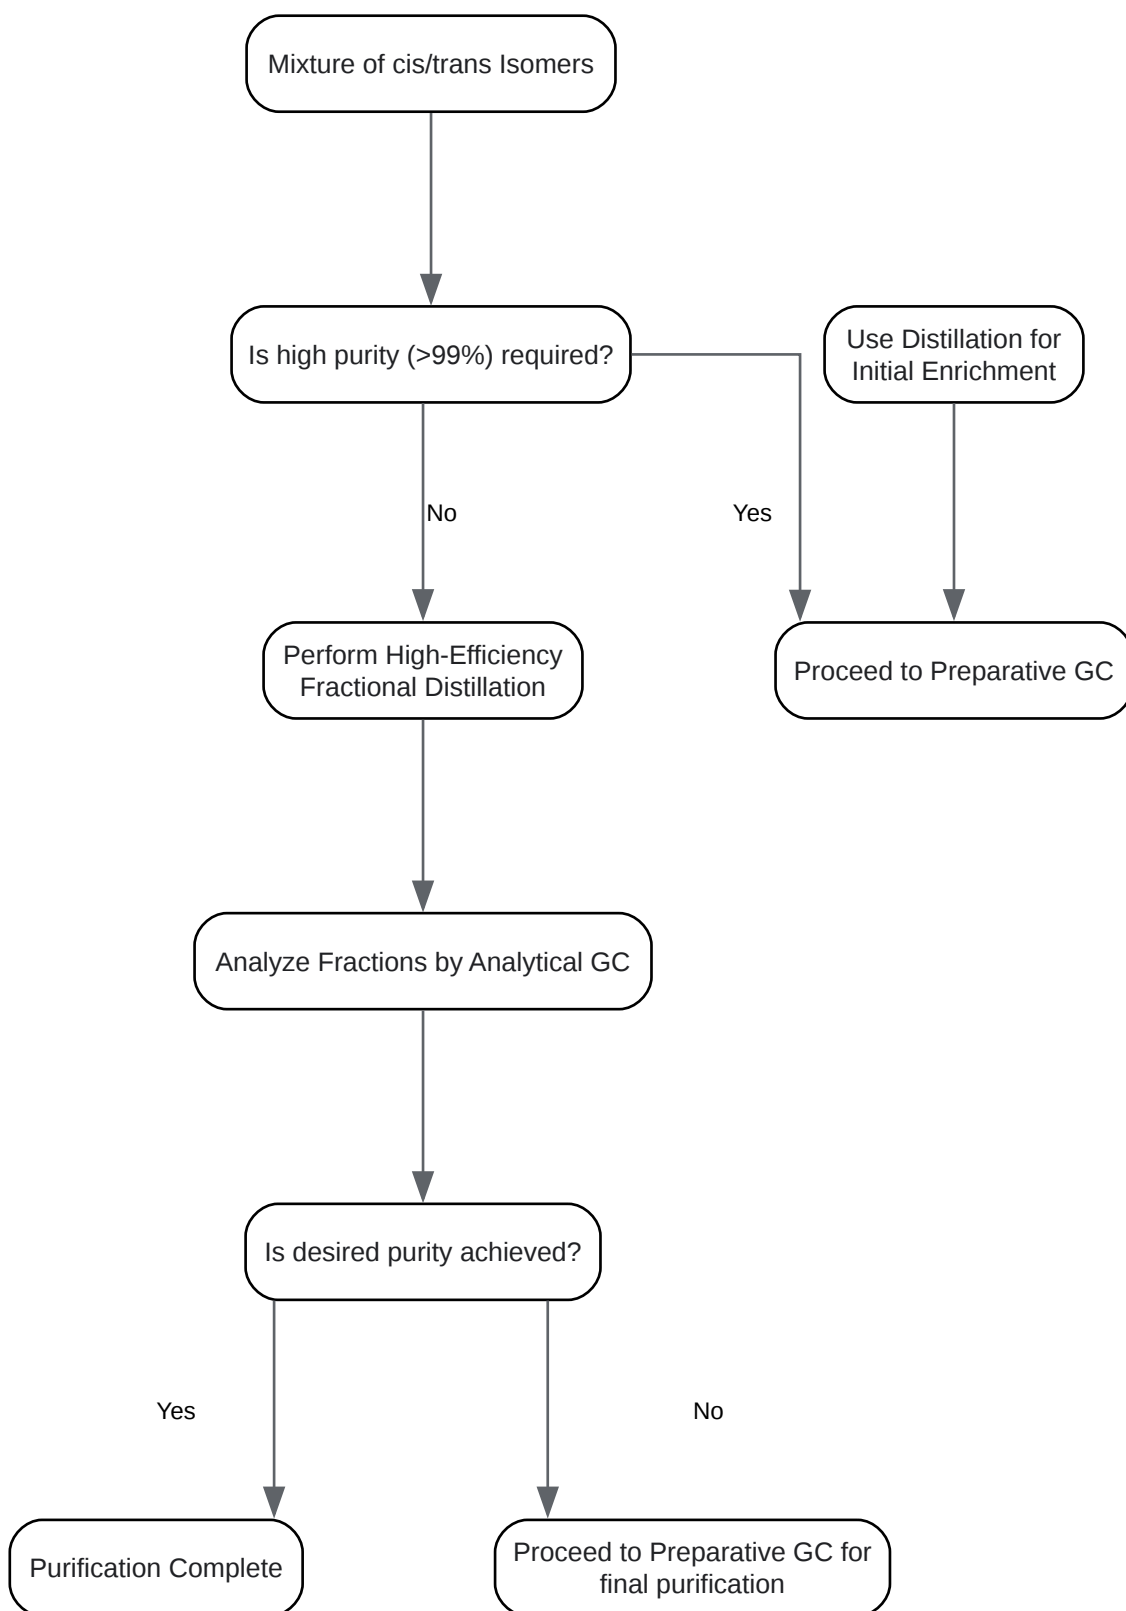 Mixture of cis/trans Isomers
Is high purity (>99%) required?
Use Distillation for
Initial Enrichment
No
Yes
Perform High-Efficiency
Fractional Distillation
Proceed to Preparative GC
Analyze Fractions by Analytical GC
Is desired purity achieved?
Yes
No
Purification Complete
Proceed to Preparative GC for
final purification